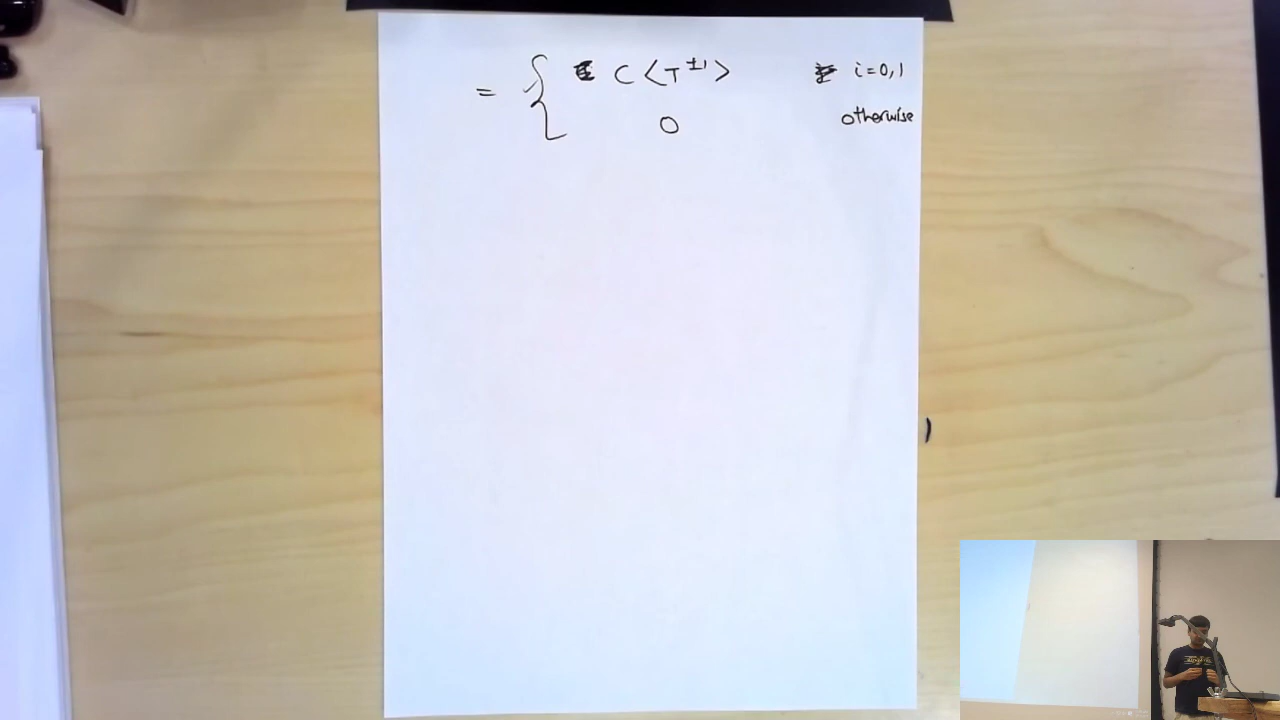 = { C ⟨T^±1⟩ i=0,1
0 otherwise